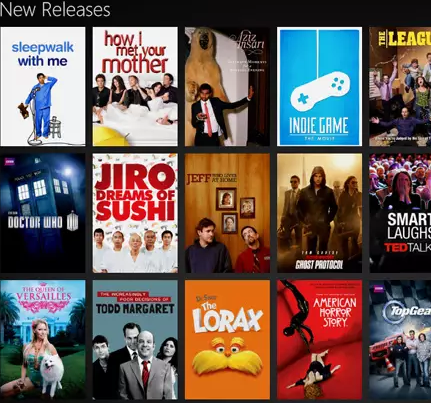 New Releases
sleepwalk
with me
how i
met your
mother
aziz
ansari
INDIE GAME
THE MOVIE
THE
LEAGU
BBC
DOCTOR WHO
JIRO
DREAMS OF
SUSHI
JEFF WHO LIVES
AT HOME
GHOST PROTOCOL
SMART
LAUGHS
TEDTALK
THE QUEEN OF
VERSAILLES
THE INCREASINGLY
POOR DECISIONS OF
TODD MARGARET
Dr. Seuss'
THE
LORAX
AMERICAN
HORROR
STORY.
BBC
TopGea